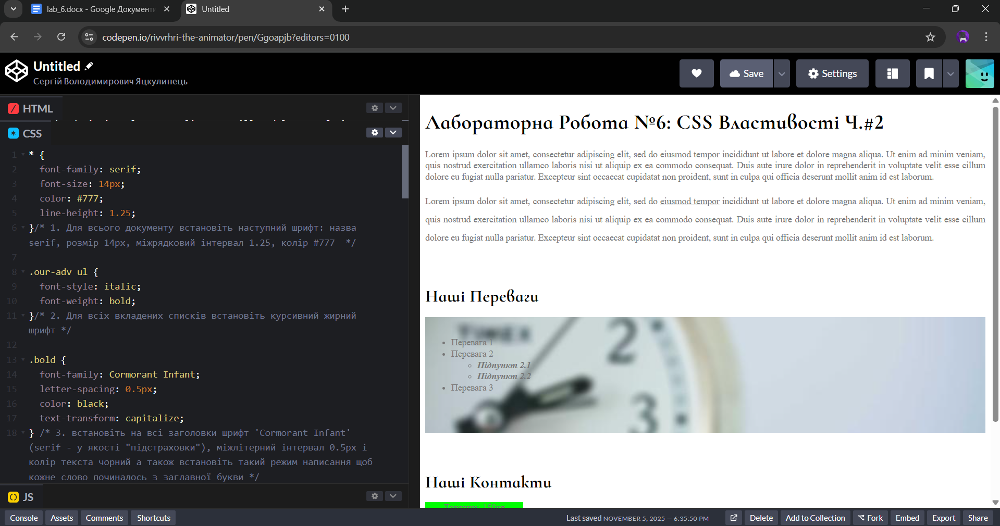 lab_6.docx - Google Документи
Untitled
codepen.io/rivvrhri-the-animator/pen/Ggoapjb?editors=0100
Untitled
Сергій Володимирович Яцкулинець
Save
Settings
HTML
CSS
1 * {
2 font-family: serif;
3 font-size: 14px;
4 color: #777;
5 line-height: 1.25;
6 }/* 1. Для всього документу встановіть наступний шрифт: назва
serif, розмір 14px, міжрядковий інтервал 1.25, колір #777 */
7
8 .our-adv ul {
9 font-style: italic;
10 font-weight: bold;
11 }/* 2. Для всіх вкладених списків встановіть курсивний жирний
шрифт */
12
13 .bold {
14 font-family: Cormorant Infant;
15 letter-spacing: 0.5px;
16 color: black;
17 text-transform: capitalize;
18 } /* 3. встановіть на всі заголовки шрифт 'Cormorant Infant'
(serif - у якості "підстраховки"), міжлітерний інтервал 0.5px і
колір текста чорний а також встановіть такий режим написання щоб
кожне слово починалось з заглавної букви */
JS
Лабораторна Робота №6: CSS Властивості Ч.#2
Lorem ipsum dolor sit amet, consectetur adipiscing elit, sed do eiusmod tempor incididunt ut labore et dolore magna aliqua. Ut enim ad minim veniam,
quis nostrud exercitation ullamco laboris nisi ut aliquip ex ea commodo consequat. Duis aute irure dolor in reprehenderit in voluptate velit esse cillum
dolore eu fugiat nulla pariatur. Excepteur sint occaecat cupidatat non proident, sunt in culpa qui officia deserunt mollit anim id est laborum.
Lorem ipsum dolor sit amet, consectetur adipiscing elit, sed do eiusmod tempor incididunt ut labore et dolore magna aliqua. Ut enim ad minim veniam,
quis nostrud exercitation ullamco laboris nisi ut aliquip ex ea commodo consequat. Duis aute irure dolor in reprehenderit in voluptate velit esse cillum
dolore eu fugiat nulla pariatur. Excepteur sint occaecat cupidatat non proident, sunt in culpa qui officia deserunt mollit anim id est laborum.
Наші Переваги
TIMEX
2
3
Перевага 1
Перевага 2
Підпункт 2.1
Підпункт 2.2
Перевага 3
Наші Контакти
150px
Console
Assets
Comments
Shortcuts
Last saved NOVEMBER 5, 2025 — 6:35:50 PM
Delete
Add to Collection
Fork
Embed
Export
Share